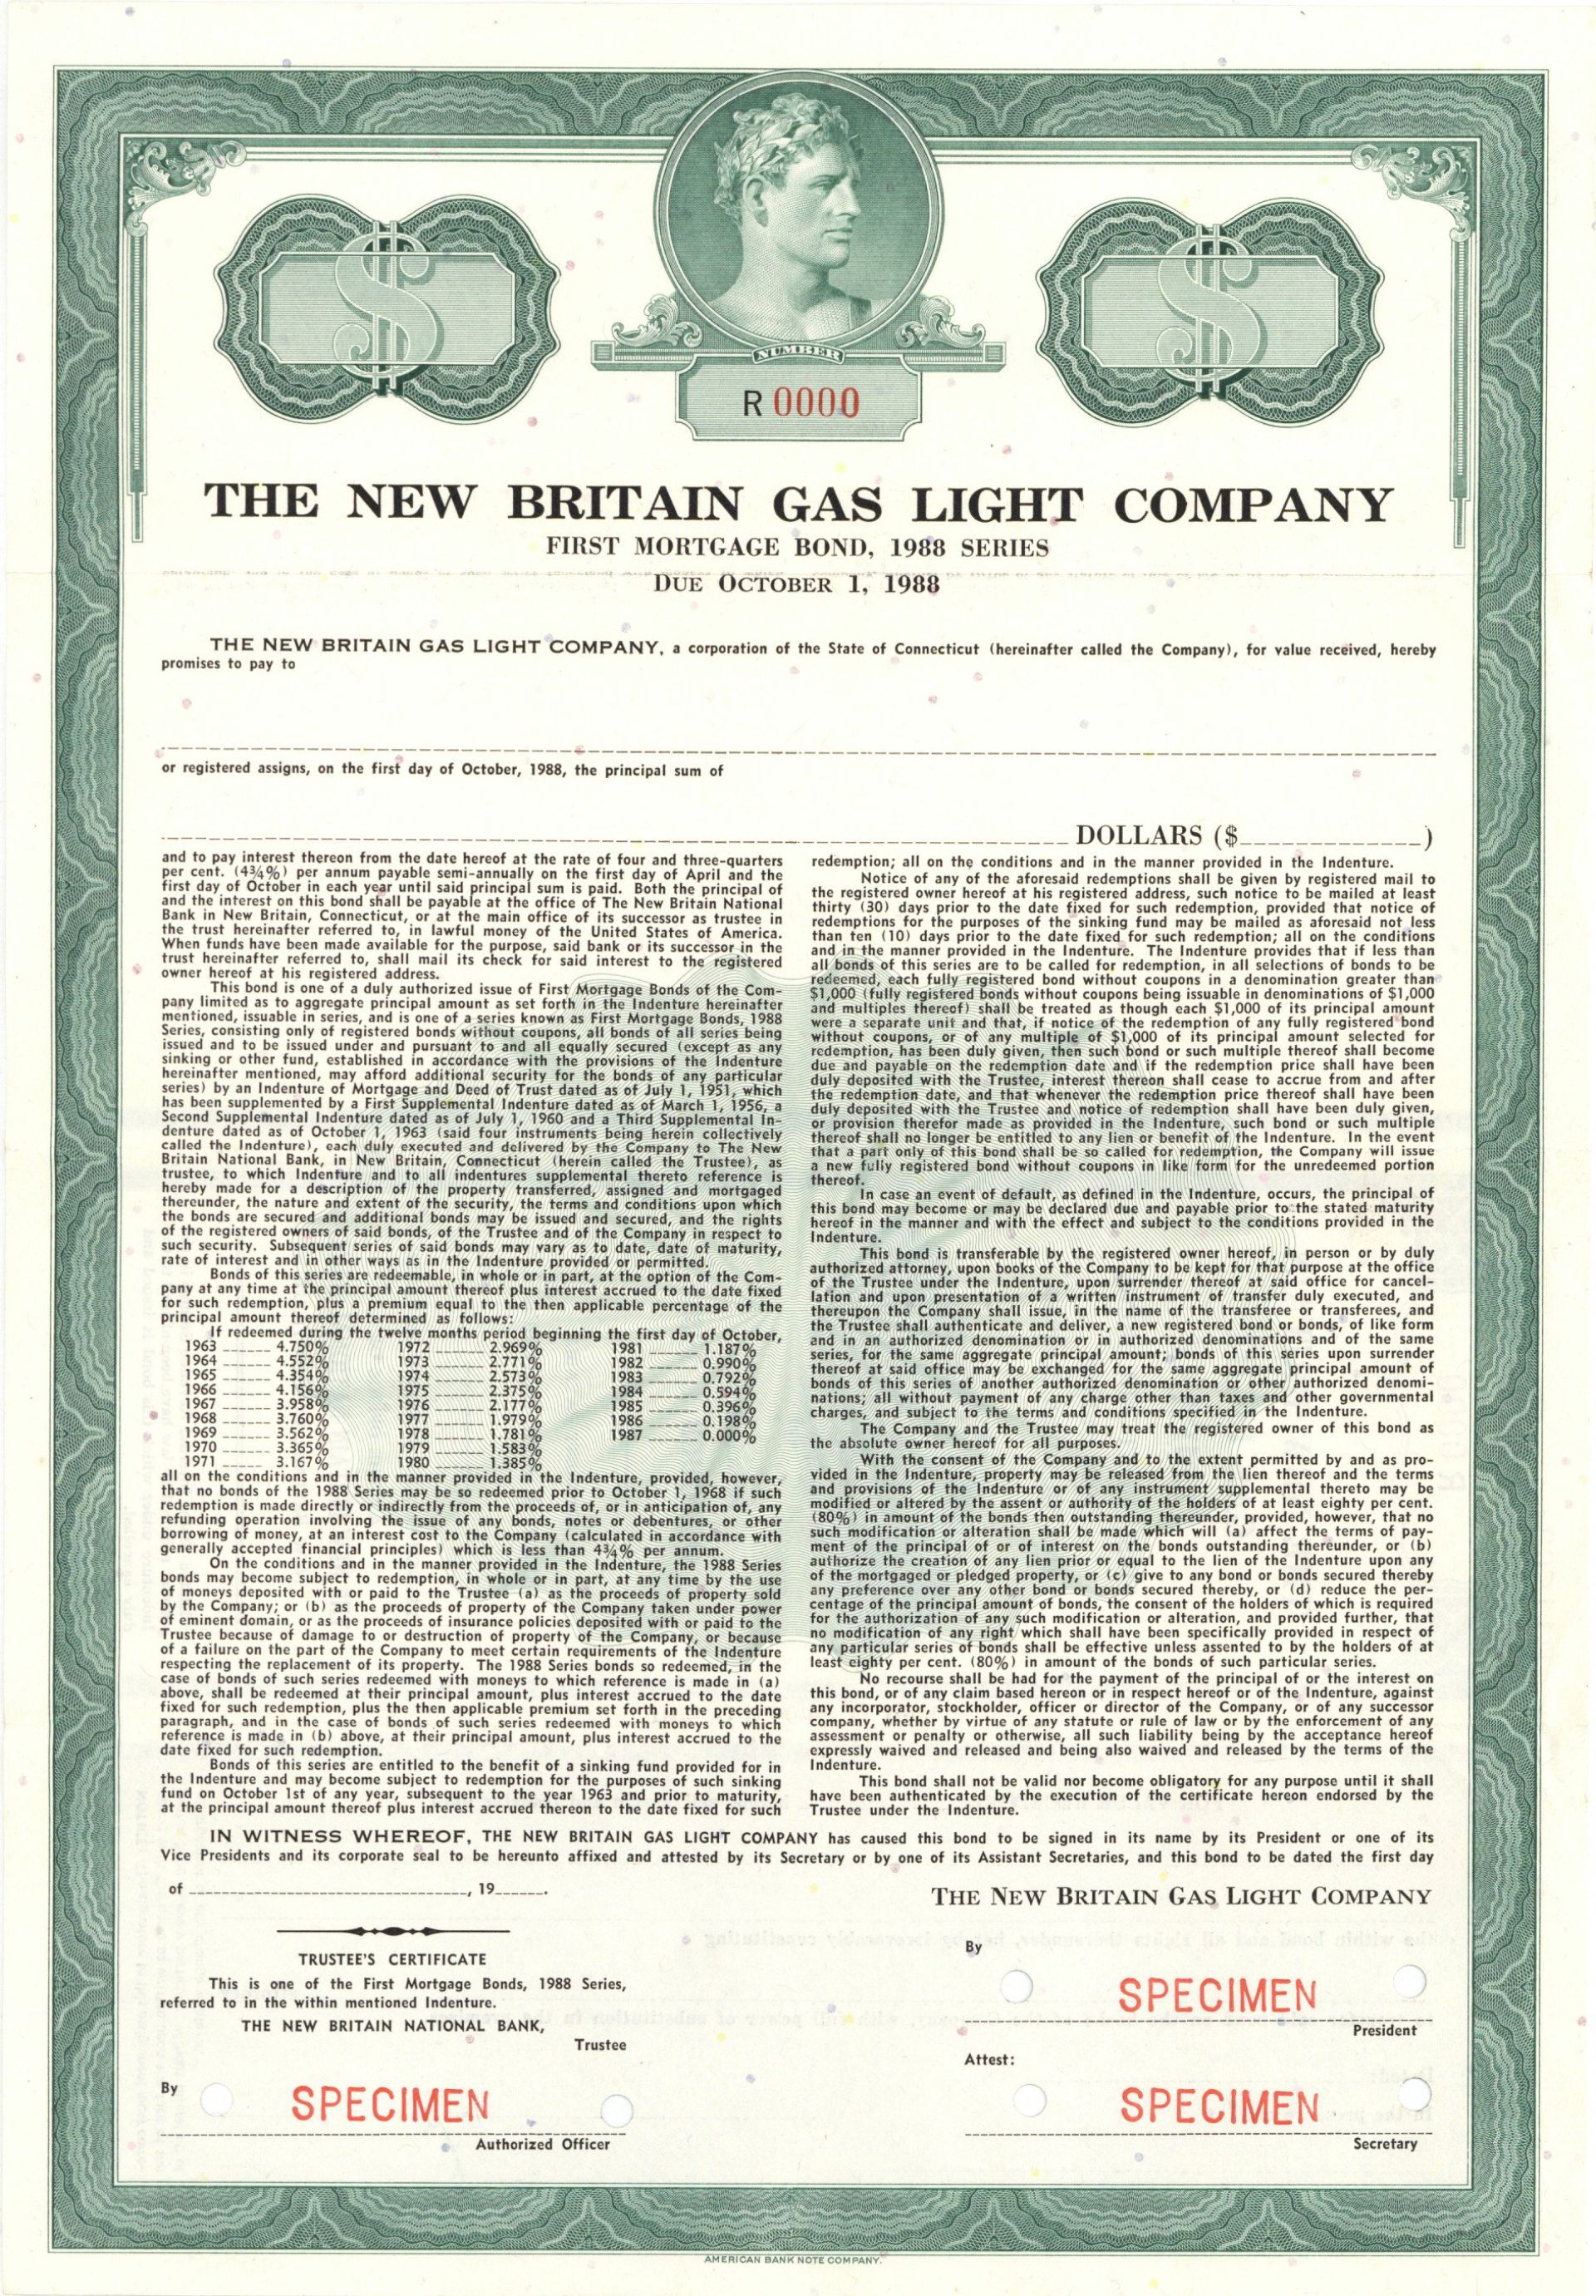 NUMBER
R 0000
THE NEW BRITAIN GAS LIGHT COMPANY
FIRST MORTGAGE BOND, 1988 SERIES
DUE OCTOBER 1, 1988
THE NEW BRITAIN GAS LIGHT COMPANY, a corporation of the State of Connecticut (hereinafter called the Company), for value received, hereby
promises to pay to
or registered assigns, on the first day of October, 1988, the principal sum of
DOLLARS ($____________)
and to pay interest thereon from the date hereof at the rate of four and three-quarters
per cent. (4¾%) per annum payable semi-annually on the first day of April and the
first day of October in each year until said principal sum is paid. Both the principal of
and the interest on this bond shall be payable at the office of The New Britain National
Bank in New Britain, Connecticut, or at the main office of its successor as trustee in
the trust hereinafter referred to, in lawful money of the United States of America.
When funds have been made available for the purpose, said bank or its successor in the
trust hereinafter referred to, shall mail its check for said interest to the registered
owner hereof at his registered address.
This bond is one of a duly authorized issue of First Mortgage Bonds of the Com-
pany limited as to aggregate principal amount as set forth in the Indenture hereinafter
mentioned, issuable in series, and is one of a series known as First Mortgage Bonds, 1988
Series, consisting only of registered bonds without coupons, all bonds of all series being
issued and to be issued under and pursuant to and all equally secured (except as any
sinking or other fund, established in accordance with the provisions of the Indenture
hereinafter mentioned, may afford additional security for the bonds of any particular
series) by an Indenture of Mortgage and Deed of Trust dated as of July 1, 1951, which
has been supplemented by a First Supplemental Indenture dated as of March 1, 1956, a
Second Supplemental Indenture dated as of July 1, 1960 and a Third Supplemental In-
denture dated as of October 1, 1963 (said four instruments being herein collectively
called the Indenture), each duly executed and delivered by the Company to The New
Britain National Bank, in New Britain, Connecticut (herein called the Trustee), as
trustee, to which Indenture and to all indentures supplemental thereto reference is
hereby made for a description of the property transferred, assigned and mortgaged
thereunder, the nature and extent of the security, the terms and conditions upon which
the bonds are secured and additional bonds may be issued and secured, and the rights
of the registered owners of said bonds, of the Trustee and of the Company in respect to
such security. Subsequent series of said bonds may vary as to date, date of maturity,
rate of interest and in other ways as in the Indenture provided or permitted.
Bonds of this series are redeemable, in whole or in part, at the option of the Com-
pany at any time at the principal amount thereof plus interest accrued to the date fixed
for such redemption, plus a premium equal to the then applicable percentage of the
principal amount thereof determined as follows:
If redeemed during the twelve months period beginning the first day of October,
1963 ______ 4.750% 1972 ______ 2.969% 1981 ______ 1.187%
1964 ______ 4.552% 1973 ______ 2.771% 1982 ______ 0.990%
1965 ______ 4.354% 1974 ______ 2.573% 1983 ______ 0.792%
1966 ______ 4.156% 1975 ______ 2.375% 1984 ______ 0.594%
1967 ______ 3.958% 1976 ______ 2.177% 1985 ______ 0.396%
1968 ______ 3.760% 1977 ______ 1.979% 1986 ______ 0.198%
1969 ______ 3.562% 1978 ______ 1.781% 1987 ______ 0.000%
1970 ______ 3.365% 1979 ______ 1.583%
1971 ______ 3.167% 1980 ______ 1.385%
all on the conditions and in the manner provided in the Indenture, provided, however,
that no bonds of the 1988 Series may be so redeemed prior to October 1, 1968 if such
redemption is made directly or indirectly from the proceeds of, or in anticipation of, any
refunding operation involving the issue of any bonds, notes or debentures, or other
borrowing of money, at an interest cost to the Company (calculated in accordance with
generally accepted financial principles) which is less than 4¾% per annum.
On the conditions and in the manner provided in the Indenture, the 1988 Series
bonds may become subject to redemption, in whole or in part, at any time by the use
of moneys deposited with or paid to the Trustee (a) as the proceeds of property sold
by the Company; or (b) as the proceeds of property of the Company taken under power
of eminent domain, or as the proceeds of insurance policies deposited with or paid to the
Trustee because of damage to or destruction of property of the Company, or because
of a failure on the part of the Company to meet certain requirements of the Indenture
respecting the replacement of its property. The 1988 Series bonds so redeemed, in the
case of bonds of such series redeemed with moneys to which reference is made in (a)
above, shall be redeemed at their principal amount, plus interest accrued to the date
fixed for such redemption, plus the then applicable premium set forth in the preceding
paragraph, and in the case of bonds of such series redeemed with moneys to which
reference is made in (b) above, at their principal amount, plus interest accrued to the
date fixed for such redemption.
Bonds of this series are entitled to the benefit of a sinking fund provided for in
the Indenture and may become subject to redemption for the purposes of such sinking
fund on October 1st of any year, subsequent to the year 1963 and prior to maturity,
at the principal amount thereof plus interest accrued thereon to the date fixed for such
redemption; all on the conditions and in the manner provided in the Indenture.
Notice of any of the aforesaid redemptions shall be given by registered mail to
the registered owner hereof at his registered address, such notice to be mailed at least
thirty (30) days prior to the date fixed for such redemption, provided that notice of
redemptions for the purposes of the sinking fund may be mailed as aforesaid not less
than ten (10) days prior to the date fixed for such redemption; all on the conditions
and in the manner provided in the Indenture. The Indenture provides that if less than
all bonds of this series are to be called for redemption, in all selections of bonds to be
redeemed, each fully registered bond without coupons in a denomination greater than
$1,000 (fully registered bonds without coupons being issuable in denominations of $1,000
and multiples thereof) shall be treated as though each $1,000 of its principal amount
were a separate unit and that, if notice of the redemption of any fully registered bond
without coupons, or of any multiple of $1,000 of its principal amount selected for
redemption, has been duly given, then such bond or such multiple thereof shall become
due and payable on the redemption date and if the redemption price shall have been
duly deposited with the Trustee, interest thereon shall cease to accrue from and after
the redemption date, and that whenever the redemption price thereof shall have been
duly deposited with the Trustee and notice of redemption shall have been duly given,
or provision therefor made as provided in the Indenture, such bond or such multiple
thereof shall no longer be entitled to any lien or benefit of the Indenture. In the event
that a part only of this bond shall be so called for redemption, the Company will issue
a new fully registered bond without coupons in like form for the unredeemed portion
thereof.
In case an event of default, as defined in the Indenture, occurs, the principal of
this bond may become or may be declared due and payable prior to the stated maturity
hereof in the manner and with the effect and subject to the conditions provided in the
Indenture.
This bond is transferable by the registered owner hereof, in person or by duly
authorized attorney, upon books of the Company to be kept for that purpose at the office
of the Trustee under the Indenture, upon surrender thereof at said office for cancel-
lation and upon presentation of a written instrument of transfer duly executed, and
thereupon the Company shall issue, in the name of the transferee or transferees, and
the Trustee shall authenticate and deliver, a new registered bond or bonds, of like form
and in an authorized denomination or in authorized denominations and of the same
series, for the same aggregate principal amount; bonds of this series upon surrender
thereof at said office may be exchanged for the same aggregate principal amount of
bonds of this series of another authorized denomination or other authorized denomi-
nations; all without payment of any charge other than taxes and other governmental
charges, and subject to the terms and conditions specified in the Indenture.
The Company and the Trustee may treat the registered owner of this bond as
the absolute owner hereof for all purposes.
With the consent of the Company and to the extent permitted by and as pro-
vided in the Indenture, property may be released from the lien thereof and the terms
and provisions of the Indenture or of any instrument supplemental thereto may be
modified or altered by the assent or authority of the holders of at least eighty per cent.
(80%) in amount of the bonds then outstanding thereunder, provided, however, that no
such modification or alteration shall be made which will (a) affect the terms of pay-
ment of the principal of or of interest on the bonds outstanding thereunder, or (b)
authorize the creation of any lien prior or equal to the lien of the Indenture upon any
of the mortgaged or pledged property, or (c) give to any bond or bonds secured thereby
any preference over any other bond or bonds secured thereby, or (d) reduce the per-
centage of the principal amount of bonds, the consent of the holders of which is required
for the authorization of any such modification or alteration, and provided further, that
no modification of any right which shall have been specifically provided in respect of
any particular series of bonds shall be effective unless assented to by the holders of at
least eighty per cent. (80%) in amount of the bonds of such particular series.
No recourse shall be had for the payment of the principal of or the interest on
this bond, or of any claim based hereon or in respect hereof or of the Indenture, against
any incorporator, stockholder, officer or director of the Company, or of any successor
company, whether by virtue of any statute or rule of law or by the enforcement of any
assessment or penalty or otherwise, all such liability being by the acceptance hereof
expressly waived and released and being also waived and released by the terms of the
Indenture.
This bond shall not be valid nor become obligatory for any purpose until it shall
have been authenticated by the execution of the certificate hereon endorsed by the
Trustee under the Indenture.
IN WITNESS WHEREOF, THE NEW BRITAIN GAS LIGHT COMPANY has caused this bond to be signed in its name by its President or one of its
Vice Presidents and its corporate seal to be hereunto affixed and attested by its Secretary or by one of its Assistant Secretaries, and this bond to be dated the first day
of ______________________________, 19______.
THE NEW BRITAIN GAS LIGHT COMPANY
TRUSTEE'S CERTIFICATE
This is one of the First Mortgage Bonds, 1988 Series,
referred to in the within mentioned Indenture.
THE NEW BRITAIN NATIONAL BANK,
Trustee
By SPECIMEN
Authorized Officer
By
SPECIMEN
President
Attest:
SPECIMEN
Secretary
AMERICAN BANK NOTE COMPANY.